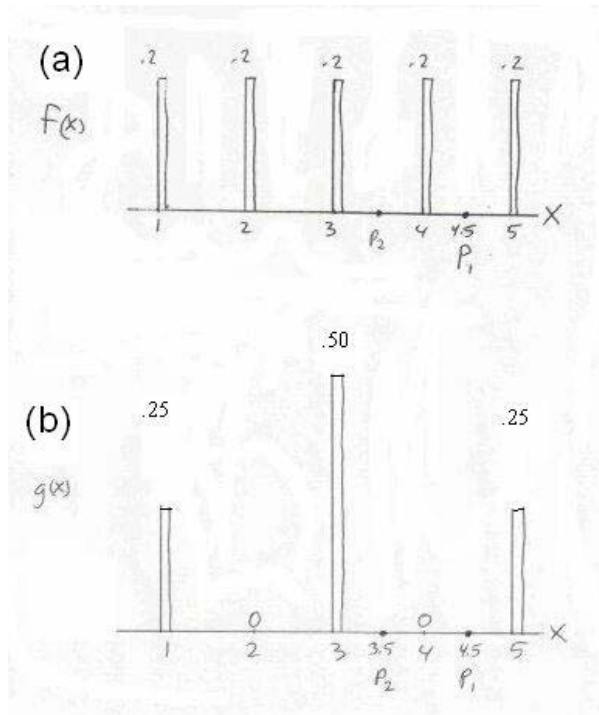 (a)
.2 .2 .2 .2 .2
f(x)
1 2 3 P2 4 4.5 5 X
P1
.50
(b)
.25 .25
g(x)
0 0
1 2 3 3.5 4 4.5 5 X
P2 P1